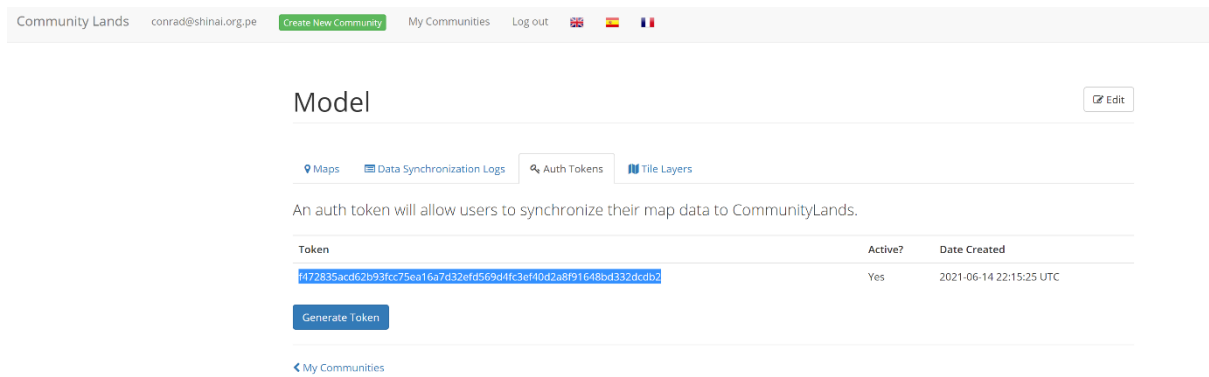 Community Lands conrad@shinai.org.pe Create New Community My Communities Log out
Model
Edit
Maps Data Synchronization Logs Auth Tokens Tile Layers
An auth token will allow users to synchronize their map data to CommunityLands.
Token Active? Date Created
f472835acd62b93fcc75ea16a7d32efd569d4fc3ef40d2a8f91648bd332dcdb2 Yes 2021-06-14 22:15:25 UTC
Generate Token
My Communities